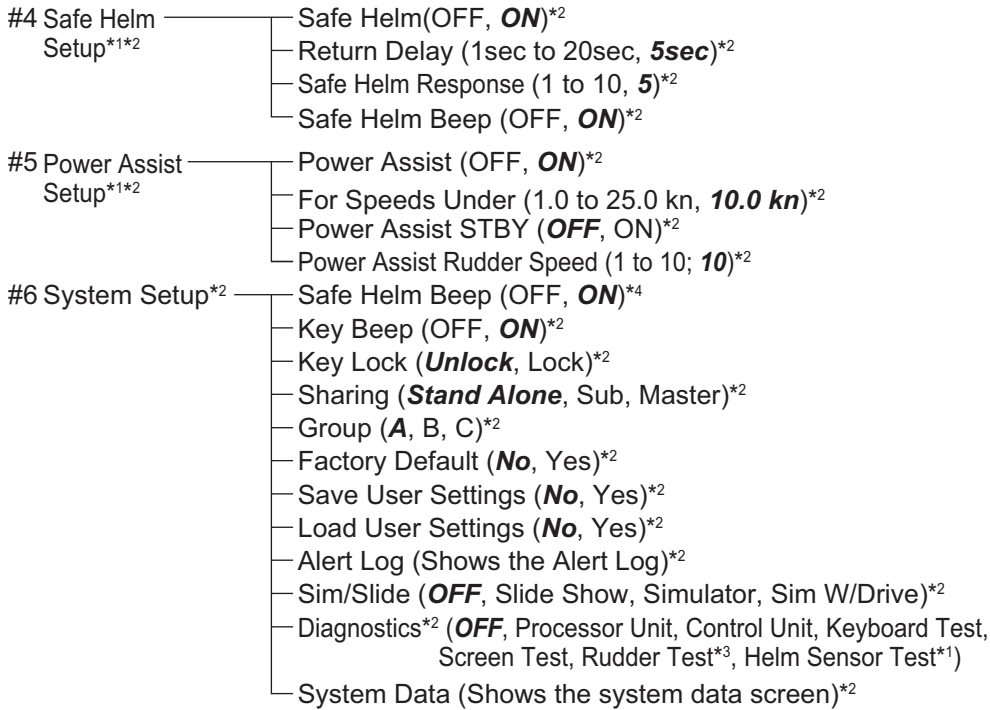 #4 Safe Helm Setup*1*2
Safe Helm(OFF, ON)*2
Return Delay (1sec to 20sec, 5sec)*2
Safe Helm Response (1 to 10, 5)*2
Safe Helm Beep (OFF, ON)*2
#5 Power Assist Setup*1*2
Power Assist (OFF, ON)*2
For Speeds Under (1.0 to 25.0 kn, 10.0 kn)*2
Power Assist STBY (OFF, ON)*2
Power Assist Rudder Speed (1 to 10; 10)*2
#6 System Setup*2
Safe Helm Beep (OFF, ON)*4
Key Beep (OFF, ON)*2
Key Lock (Unlock, Lock)*2
Sharing (Stand Alone, Sub, Master)*2
Group (A, B, C)*2
Factory Default (No, Yes)*2
Save User Settings (No, Yes)*2
Load User Settings (No, Yes)*2
Alert Log (Shows the Alert Log)*2
Sim/Slide (OFF, Slide Show, Simulator, Sim W/Drive)*2
Diagnostics*2 (OFF, Processor Unit, Control Unit, Keyboard Test,
Screen Test, Rudder Test*3, Helm Sensor Test*1)
System Data (Shows the system data screen)*2